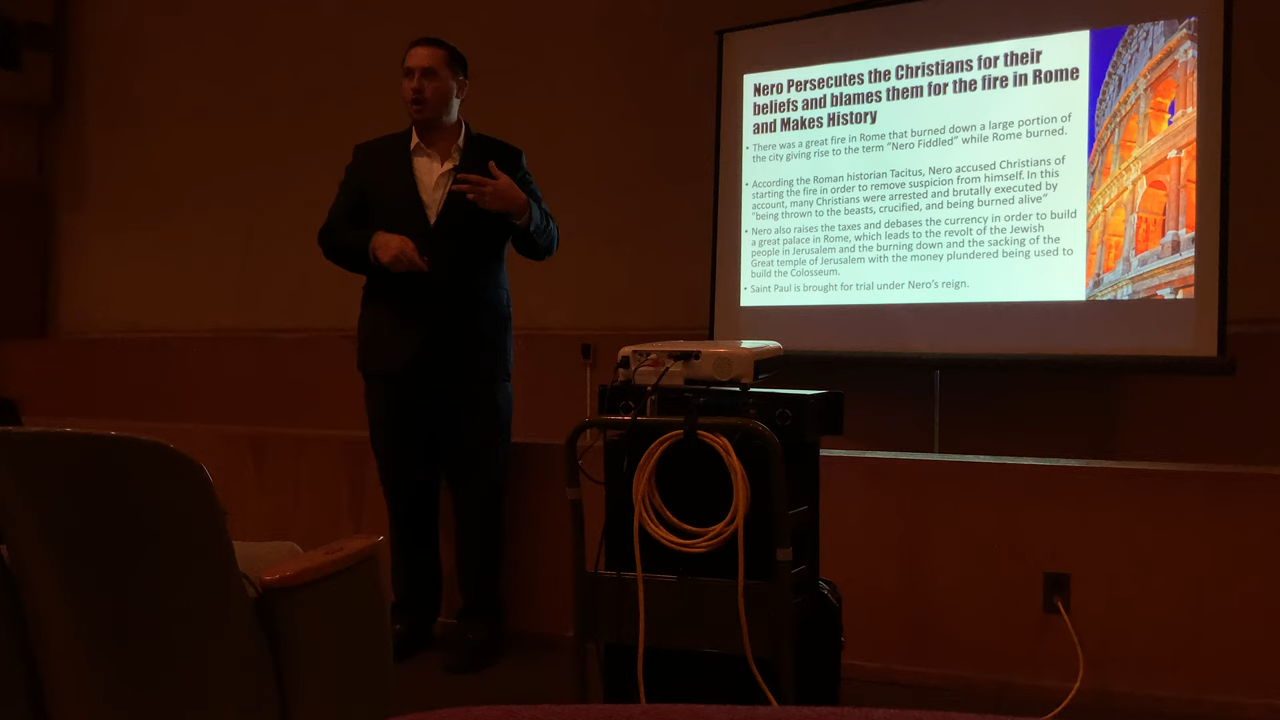 Nero Persecutes the Christians for their
beliefs and blames them for the fire in Rome
and Makes History
• There was a great fire in Rome that burned down a large portion of
the city giving rise to the term "Nero Fiddled" while Rome burned.
• According the Roman historian Tacitus, Nero accused Christians of
starting the fire in order to remove suspicion from himself. In this
account, many Christians were arrested and brutally executed by
"being thrown to the beasts, crucified, and being burned alive"
• Nero also raises the taxes and debases the currency in order to build
a great palace in Rome, which leads to the revolt of the Jewish
people in Jerusalem and the burning down and the sacking of the
Great temple of Jerusalem with the money plundered being used to
build the Colosseum.
• Saint Paul is brought for trial under Nero's reign.